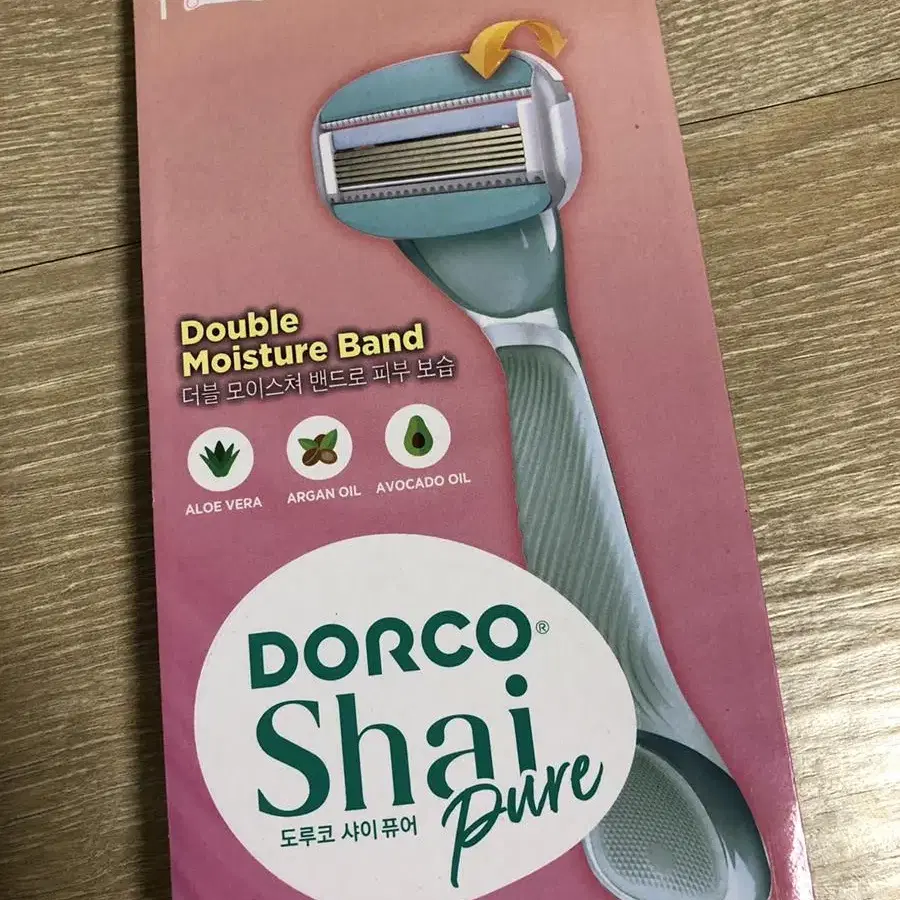 Double
Moisture Band
더블 모이스쳐 밴드로 피부 보습
ALOE VERA
ARGAN OIL
AVOCADO OIL
DORCO®
Shai
pure
도루코 샤이 퓨어